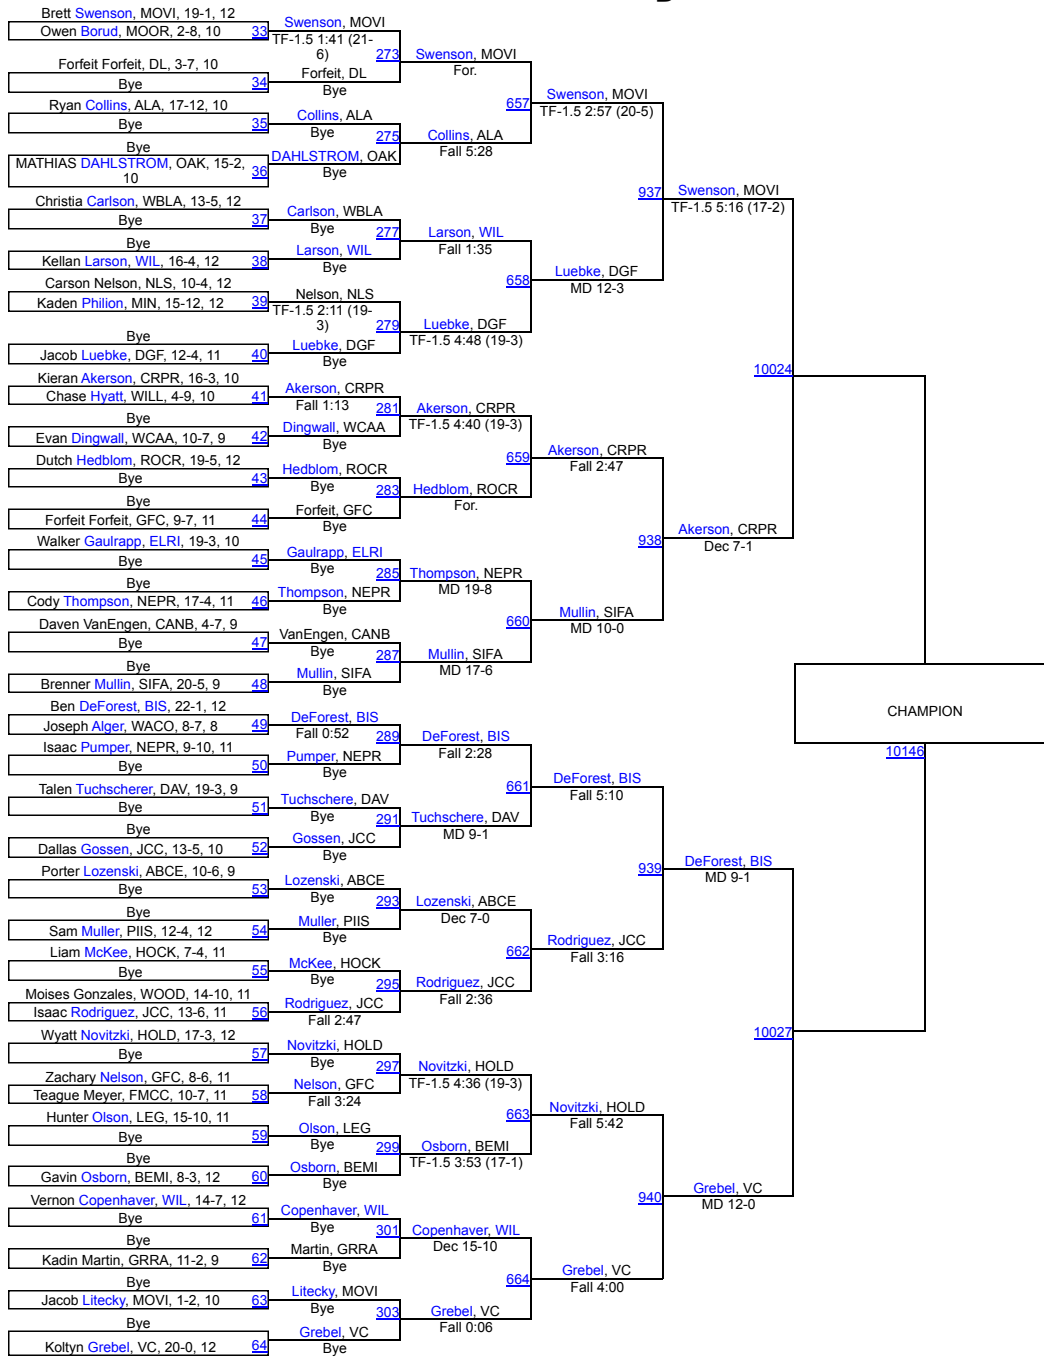 Brett Swenson, MOVI, 19-1, 12
Owen Borud, MOOR, 2-8, 10 33
Forfeit Forfeit, DL, 3-7, 10
Bye 34
Ryan Collins, ALA, 17-12, 10
Bye 35
Bye
MATHIAS DAHLSTROM, OAK, 15-2,
10 36
Christia Carlson, WBLA, 13-5, 12
Bye 37
Bye
Kellan Larson, WIL, 16-4, 12 38
Carson Nelson, NLS, 10-4, 12
Kaden Philion, MIN, 15-12, 12 39
Bye
Jacob Luebke, DGF, 12-4, 11 40
Kieran Akerson, CRPR, 16-3, 10
Chase Hyatt, WILL, 4-9, 10 41
Bye
Evan Dingwall, WCAA, 10-7, 9 42
Dutch Hedblom, ROCR, 19-5, 12
Bye 43
Bye
Forfeit Forfeit, GFC, 9-7, 11 44
Walker Gaulrapp, ELRI, 19-3, 10
Bye 45
Bye
Cody Thompson, NEPR, 17-4, 11 46
Daven VanEngen, CANB, 4-7, 9
Bye 47
Bye
Brenner Mullin, SIFA, 20-5, 9 48
Ben DeForest, BIS, 22-1, 12
Joseph Alger, WACO, 8-7, 8 49
Isaac Pumper, NEPR, 9-10, 11
Bye 50
Talen Tuchscherer, DAV, 19-3, 9
Bye 51
Bye
Dallas Gossen, JCC, 13-5, 10 52
Porter Lozenski, ABCE, 10-6, 9
Bye 53
Bye
Sam Muller, PIIS, 12-4, 12 54
Liam McKee, HOCK, 7-4, 11
Bye 55
Moises Gonzales, WOOD, 14-10, 11
Isaac Rodriguez, JCC, 13-6, 11 56
Wyatt Novitzki, HOLD, 17-3, 12
Bye 57
Zachary Nelson, GFC, 8-6, 11
Teague Meyer, FMCC, 10-7, 11 58
Hunter Olson, LEG, 15-10, 11
Bye 59
Bye
Gavin Osborn, BEMI, 8-3, 12 60
Vernon Copenhaver, WIL, 14-7, 12
Bye 61
Bye
Kadin Martin, GRRA, 11-2, 9 62
Bye
Jacob Litecky, MOVI, 1-2, 10 63
Bye
Koltyn Grebel, VC, 20-0, 12 64
Swenson, MOVI
TF-1.5 1:41 (21-
6) 273
Forfeit, DL
Bye
Collins, ALA
Bye 275
DAHLSTROM, OAK
Bye
Carlson, WBLA
Bye 277
Larson, WIL
Bye
Nelson, NLS
TF-1.5 2:11 (19-
3) 279
Luebke, DGF
Bye
Akerson, CRPR
Fall 1:13 281
Dingwall, WCAA
Bye
Hedblom, ROCR
Bye 283
Forfeit, GFC
Bye
Gaulrapp, ELRI
Bye 285
Thompson, NEPR
Bye
VanEngen, CANB
Bye 287
Mullin, SIFA
Bye
DeForest, BIS
Fall 0:52 289
Pumper, NEPR
Bye
Tuchschere, DAV
Bye 291
Gossen, JCC
Bye
Lozenski, ABCE
Bye 293
Muller, PIIS
Bye
McKee, HOCK
Bye 295
Rodriguez, JCC
Fall 2:47
Novitzki, HOLD
Bye 297
Nelson, GFC
Fall 3:24
Olson, LEG
Bye 299
Osborn, BEMI
Bye
Copenhaver, WIL
Bye 301
Martin, GRRA
Bye
Litecky, MOVI
Bye 303
Grebel, VC
Bye
Swenson, MOVI
For.
657
Collins, ALA
Fall 5:28
Larson, WIL
Fall 1:35
658
Luebke, DGF
TF-1.5 4:48 (19-3)
Akerson, CRPR
TF-1.5 4:40 (19-3)
659
Hedblom, ROCR
For.
Thompson, NEPR
MD 19-8
660
Mullin, SIFA
MD 17-6
DeForest, BIS
Fall 2:28
661
Tuchschere, DAV
MD 9-1
Lozenski, ABCE
Dec 7-0
662
Rodriguez, JCC
Fall 2:36
Novitzki, HOLD
TF-1.5 4:36 (19-3)
663
Osborn, BEMI
TF-1.5 3:53 (17-1)
Copenhaver, WIL
Dec 15-10
664
Grebel, VC
Fall 0:06
Swenson, MOVI
TF-1.5 2:57 (20-5)
937
Luebke, DGF
MD 12-3
Akerson, CRPR
Fall 2:47
938
Mullin, SIFA
MD 10-0
DeForest, BIS
Fall 5:10
939
Rodriguez, JCC
Fall 3:16
Novitzki, HOLD
Fall 5:42
940
Grebel, VC
Fall 4:00
Swenson, MOVI
TF-1.5 5:16 (17-2)
10024
Akerson, CRPR
Dec 7-1
DeForest, BIS
MD 9-1
10027
Grebel, VC
MD 12-0
CHAMPION
10146